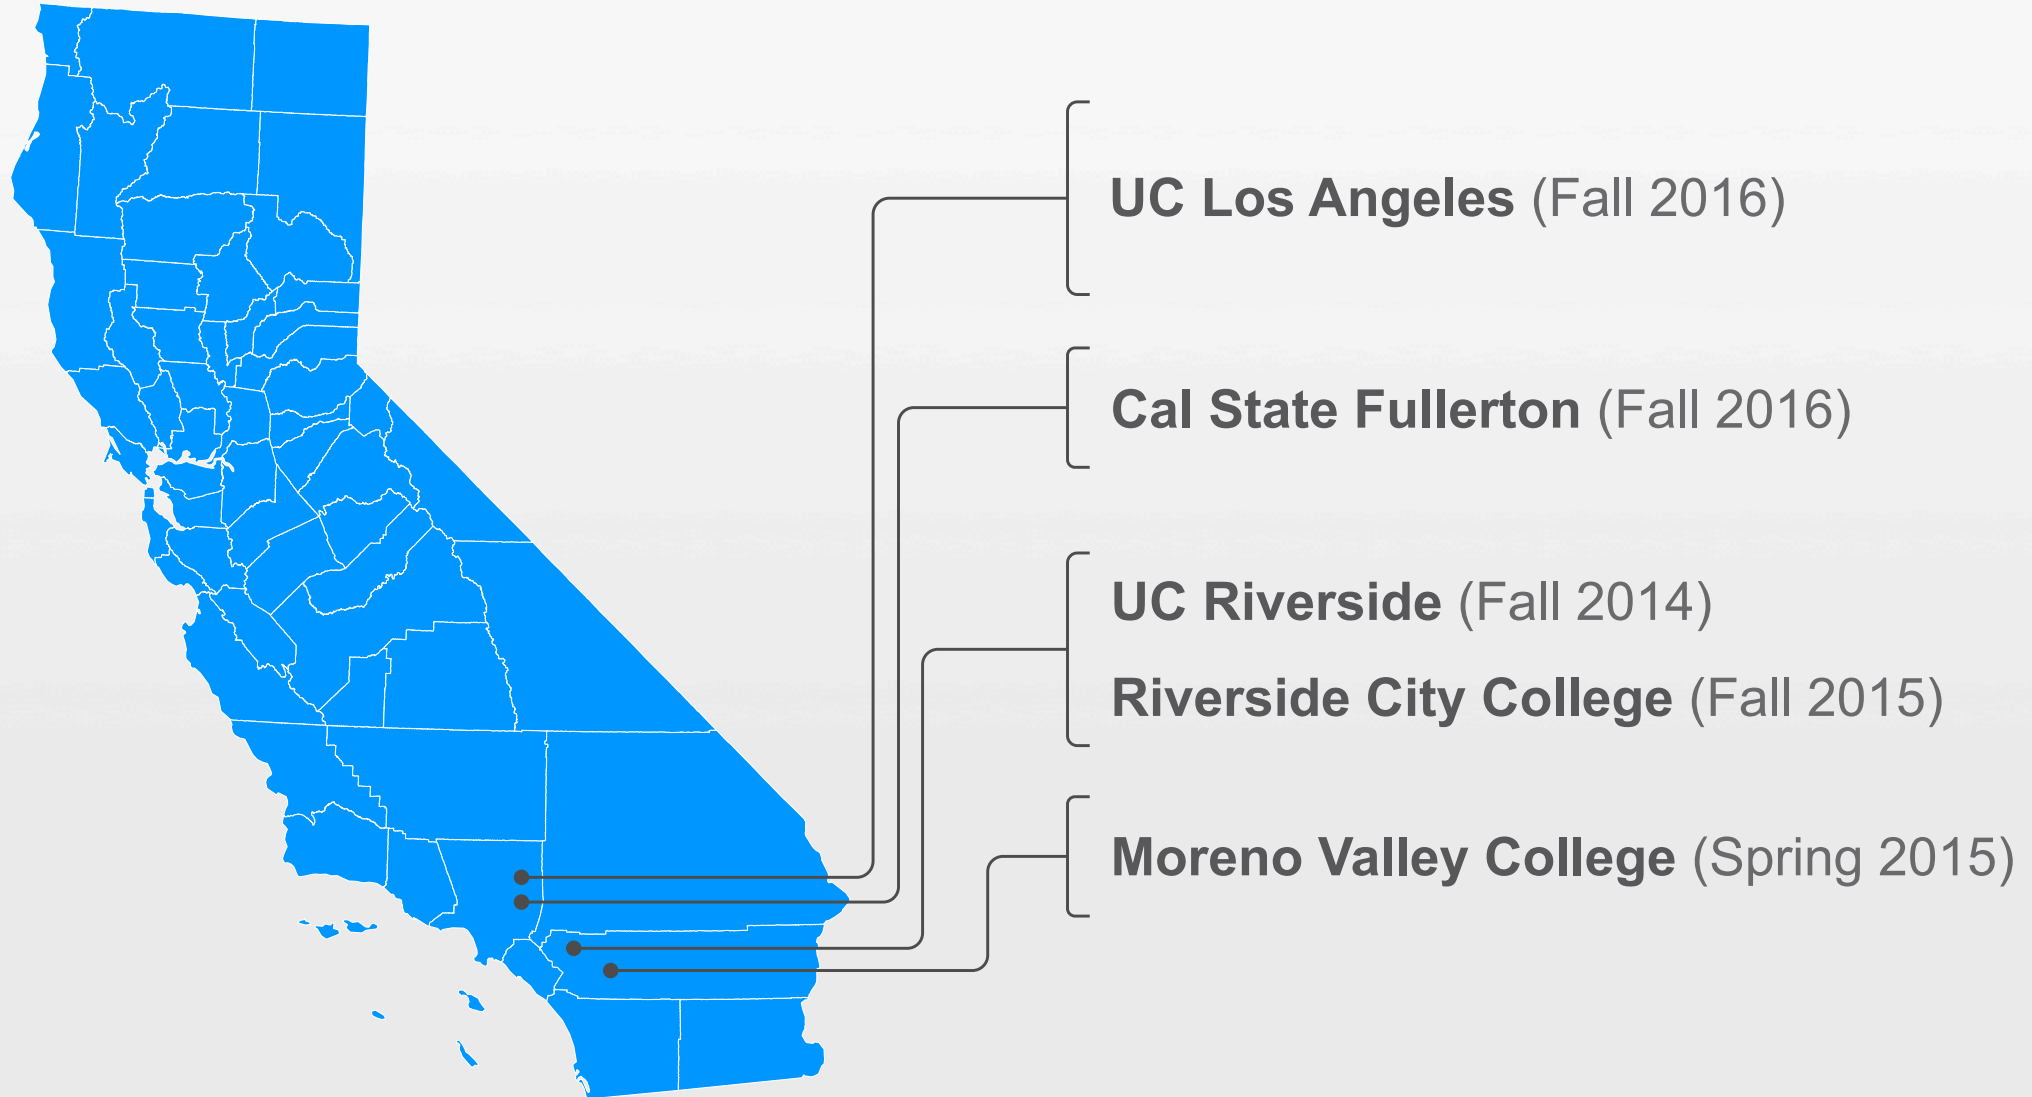 UC Los Angeles (Fall 2016)
Cal State Fullerton (Fall 2016)
UC Riverside (Fall 2014)
Riverside City College (Fall 2015)
Moreno Valley College (Spring 2015)